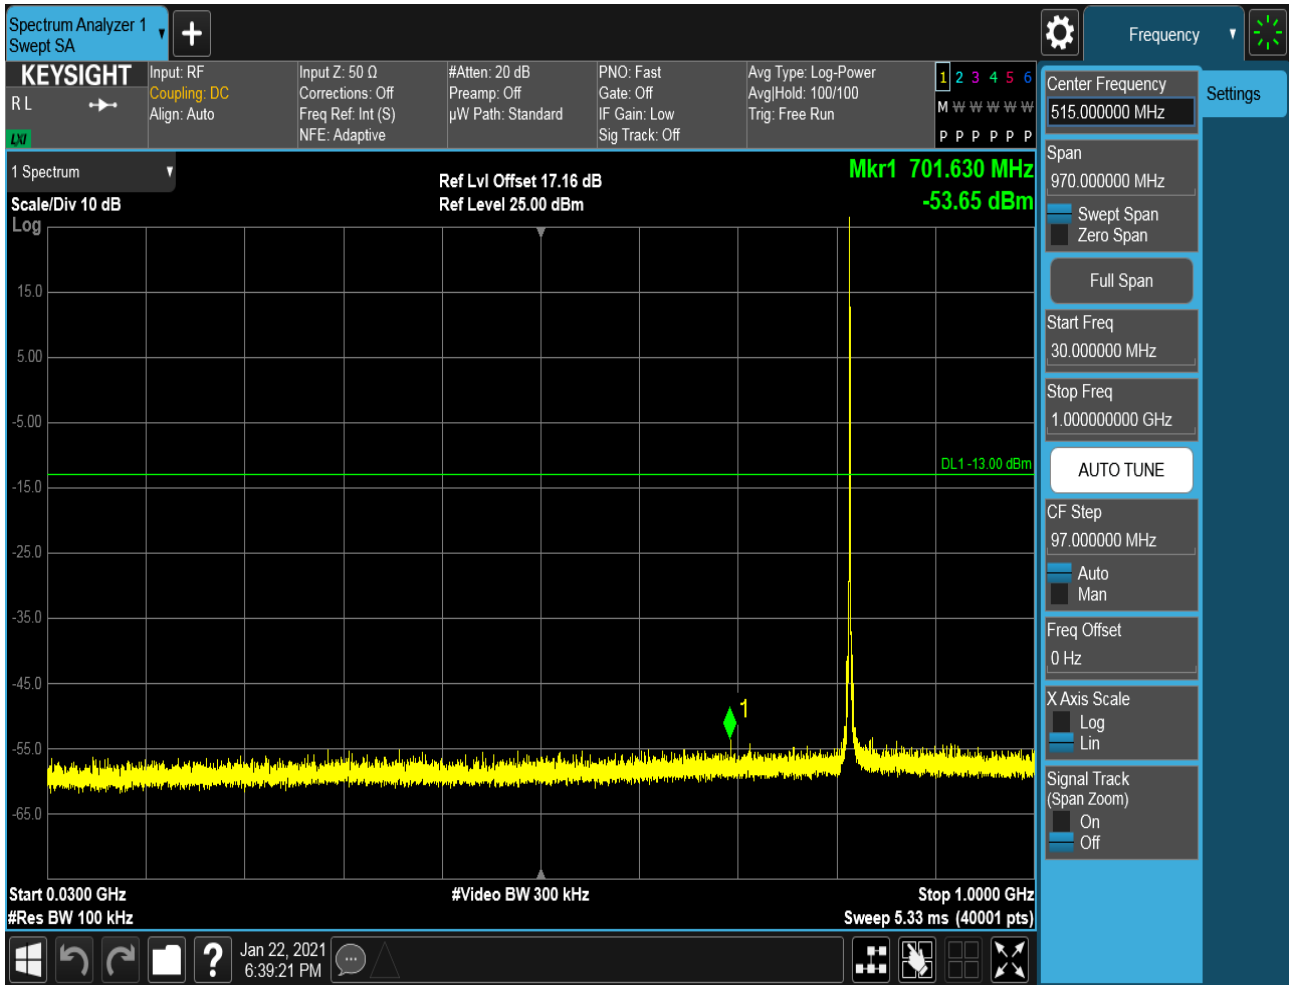 Spectrum Analyzer 1
Swept SA
Frequency
KEYSIGHT
R L
LXI
Input: RF
Coupling: DC
Align: Auto
Input Z: 50 Ω
Corrections: Off
Freq Ref: Int (S)
NFE: Adaptive
#Atten: 20 dB
Preamp: Off
µW Path: Standard
PNO: Fast
Gate: Off
IF Gain: Low
Sig Track: Off
Avg Type: Log-Power
Avg|Hold: 100/100
Trig: Free Run
1 2 3 4 5 6
M W W W W W
P P P P P P
1 Spectrum
Scale/Div 10 dB
Log
Ref Lvl Offset 17.16 dB
Ref Level 25.00 dBm
Mkr1 701.630 MHz
-53.65 dBm
15.0
5.00
-5.00
-15.0
-25.0
-35.0
-45.0
-55.0
-65.0
DL1 -13.00 dBm
1
Start 0.0300 GHz
#Res BW 100 kHz
#Video BW 300 kHz
Stop 1.0000 GHz
Sweep 5.33 ms (40001 pts)
Center Frequency
515.000000 MHz
Settings
Span
970.000000 MHz
Swept Span
Zero Span
Full Span
Start Freq
30.000000 MHz
Stop Freq
1.000000000 GHz
AUTO TUNE
CF Step
97.000000 MHz
Auto
Man
Freq Offset
0 Hz
X Axis Scale
Log
Lin
Signal Track
(Span Zoom)
On
Off
?
Jan 22, 2021
6:39:21 PM